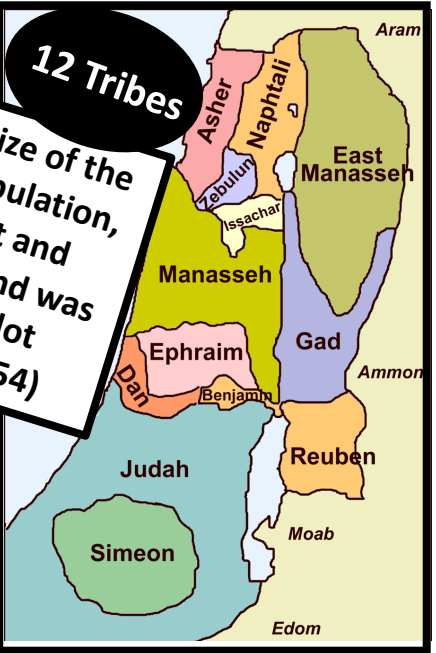 12 Tribes
ize of the
pulation,
t and
nd was
lot
54)
Aram
Asher
Naphtali
East
Manasseh
Zebulun
Issachar
Manasseh
Ephraim
Gad
Dan
Benjamin
Ammon
Judah
Reuben
Simeon
Moab
Edom